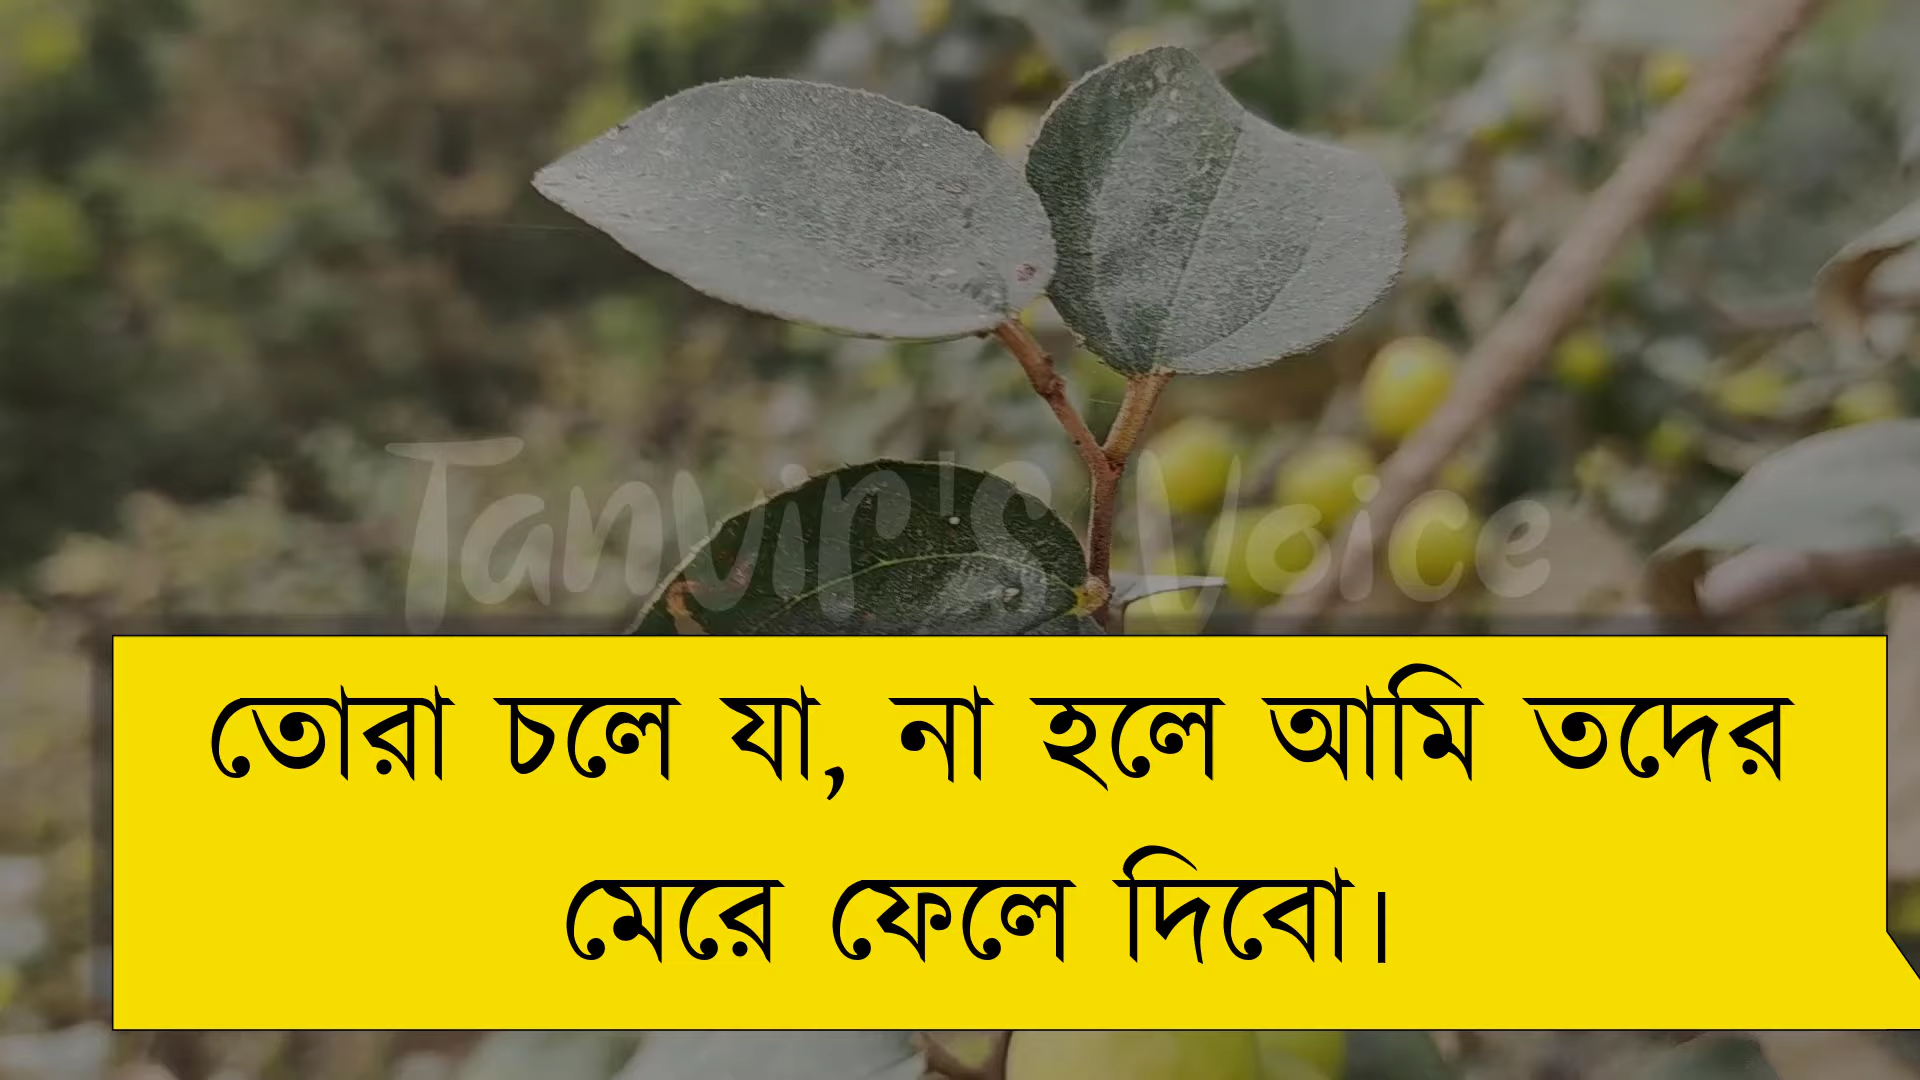 Tanvir's Voice
তোরা চলে যা, না হলে আমি তদের
মেরে ফেলে দিবো।